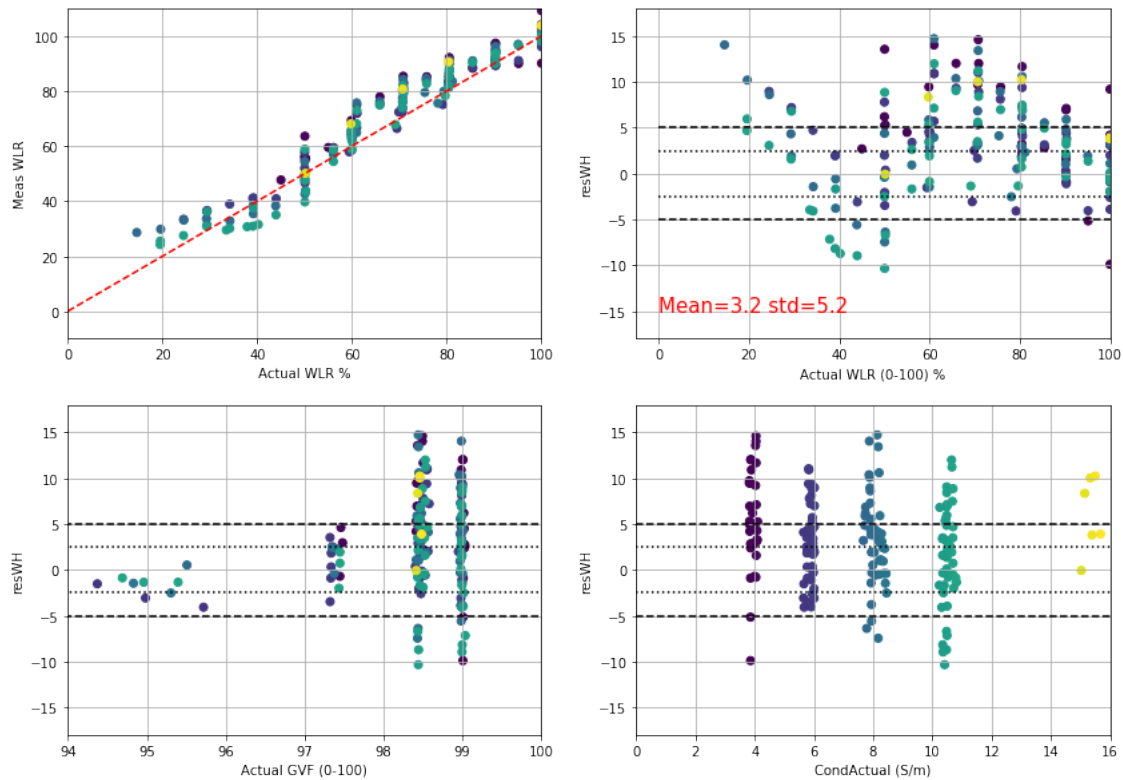 100
80
60
40
20
0
Meas WLR
0 20 40 60 80 100
Actual WLR %
15
10
5
0
−5
−10
−15
resWH
Mean=3.2 std=5.2
0 20 40 60 80 100
Actual WLR (0-100) %
15
10
5
0
−5
−10
−15
resWH
94 95 96 97 98 99 100
Actual GVF (0-100)
15
10
5
0
−5
−10
−15
resWH
0 2 4 6 8 10 12 14 16
CondActual (S/m)